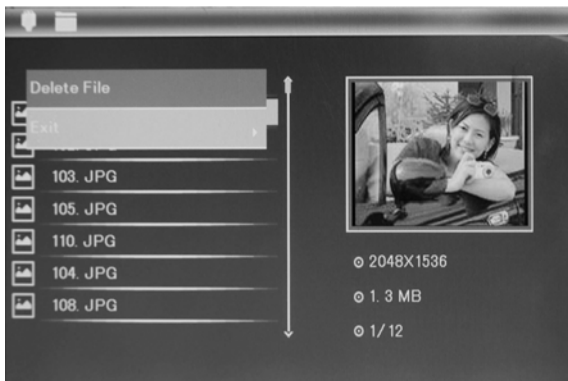 Delete File
Exit
103. JPG
105. JPG
110. JPG
104. JPG
108. JPG
2048X1536
1. 3 MB
1/12